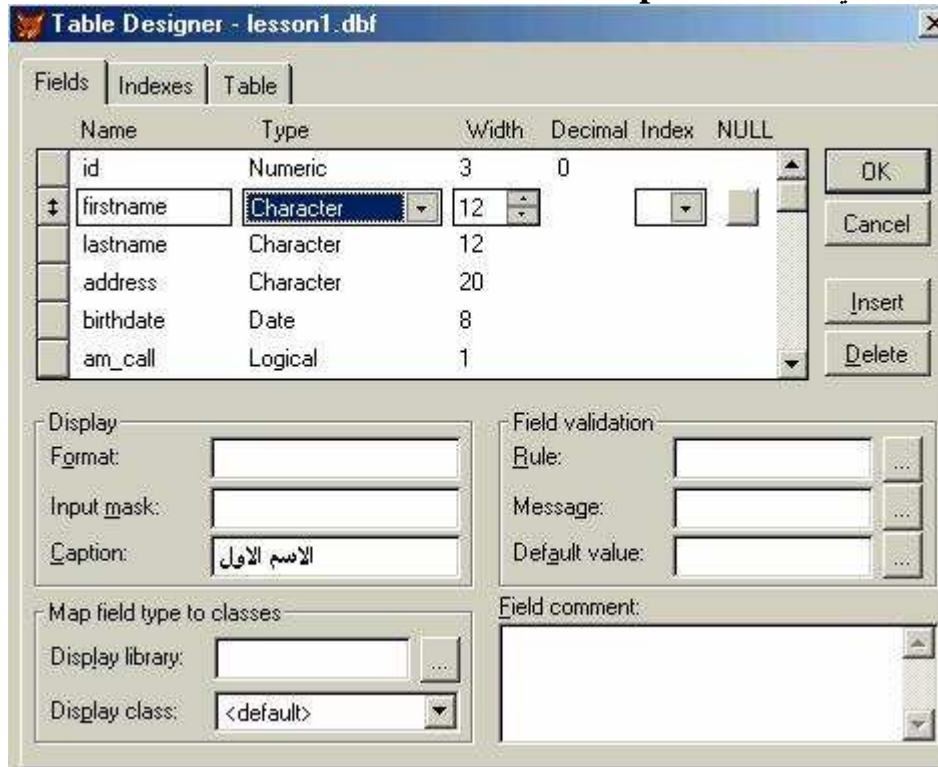 Table Designer - lesson1.dbf
Fields Indexes Table
Name Type Width Decimal Index NULL
id Numeric 3 0
firstname Character 12
lastname Character 12
address Character 20
birthdate Date 8
am_call Logical 1
OK
Cancel
Insert
Delete
Display
Format:
Input mask:
Caption: الاسم الاول
Field validation
Rule: ...
Message: ...
Default value: ...
Map field type to classes
Display library: ...
Display class: <default>
Field comment: